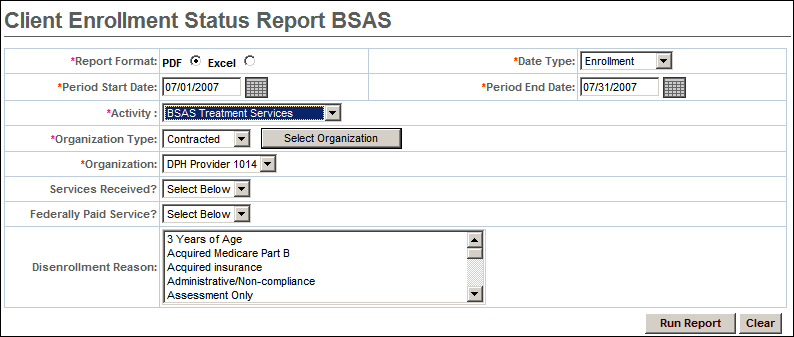 Client Enrollment Status Report BSAS
*Report Format: PDF Excel *Date Type: Enrollment
*Period Start Date: 07/01/2007 *Period End Date: 07/31/2007
*Activity : BSAS Treatment Services
*Organization Type: Contracted Select Organization
*Organization: DPH Provider 1014
Services Received? Select Below
Federally Paid Service? Select Below
Disenrollment Reason: 3 Years of Age
Acquired Medicare Part B
Acquired insurance
Administrative/Non-compliance
Assessment Only
Run Report Clear